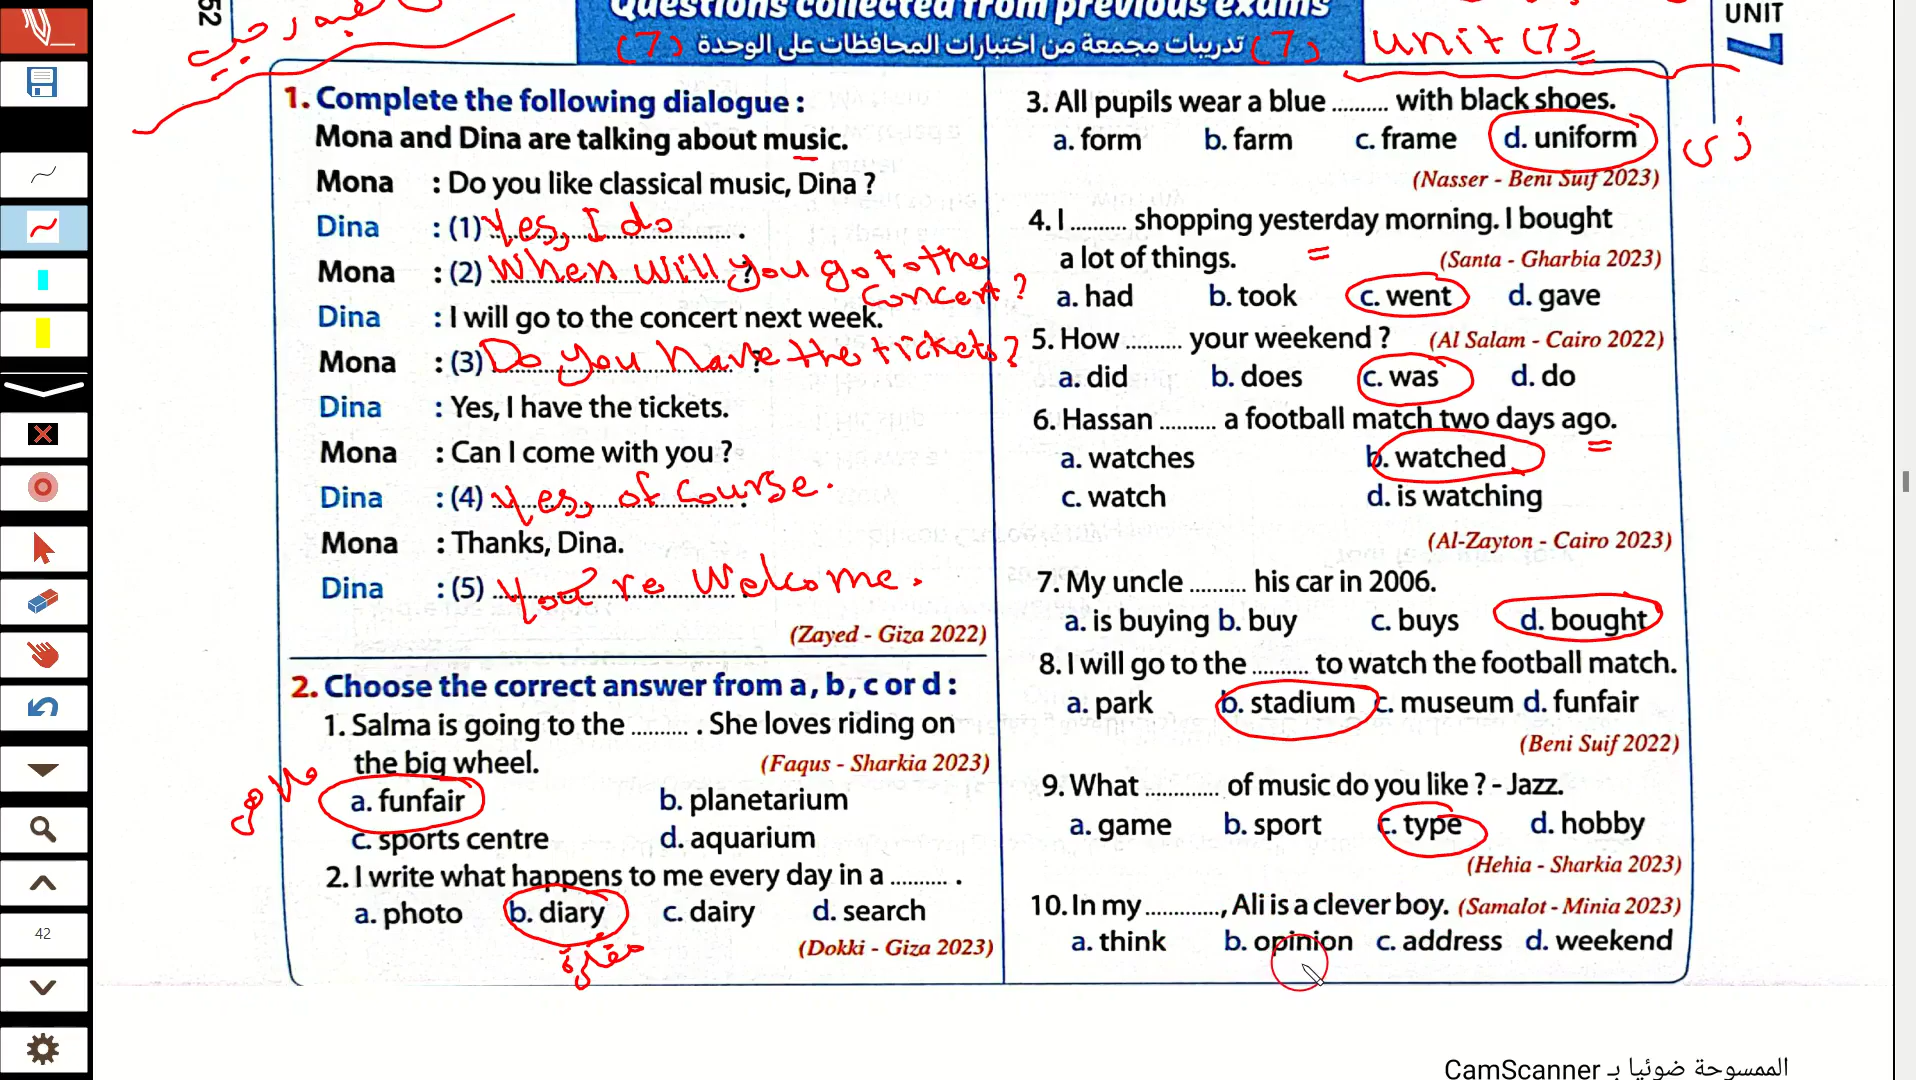 52
Questions collected from previous exams
(7) تدريبات مجمعة من اختبارات المحافظات على الوحدة (7)
unit (7)
UNIT
7
1. Complete the following dialogue :
Mona and Dina are talking about music.
Mona : Do you like classical music, Dina ?
Dina : (1) Yes, I do .
Mona : (2) When will you go to the concert ?
Dina : I will go to the concert next week.
Mona : (3) Do you have the tickets ?
Dina : Yes, I have the tickets.
Mona : Can I come with you ?
Dina : (4) Yes, of course.
Mona : Thanks, Dina.
Dina : (5) You're welcome.
(Zayed - Giza 2022)
2. Choose the correct answer from a , b , c or d :
1. Salma is going to the .......... . She loves riding on
the big wheel. (Faqus - Sharkia 2023)
a. funfair b. planetarium
c. sports centre d. aquarium
2. I write what happens to me every day in a .......... .
a. photo b. diary c. dairy d. search
(Dokki - Giza 2023)
3. All pupils wear a blue .......... with black shoes.
a. form b. farm c. frame d. uniform
زى
(Nasser - Beni Suif 2023)
4. I .......... shopping yesterday morning. I bought
a lot of things. (Santa - Gharbia 2023)
a. had b. took c. went d. gave
5. How .......... your weekend ? (Al Salam - Cairo 2022)
a. did b. does c. was d. do
6. Hassan .......... a football match two days ago.
a. watches b. watched
c. watch d. is watching
(Al-Zayton - Cairo 2023)
7. My uncle .......... his car in 2006.
a. is buying b. buy c. buys d. bought
8. I will go to the .......... to watch the football match.
a. park b. stadium c. museum d. funfair
(Beni Suif 2022)
9. What ............. of music do you like ? - Jazz.
a. game b. sport c. type d. hobby
(Hehia - Sharkia 2023)
10. In my ............., Ali is a clever boy. (Samalot - Minia 2023)
a. think b. opinion c. address d. weekend
42
الممسوحة ضوئيا بـ CamScanner